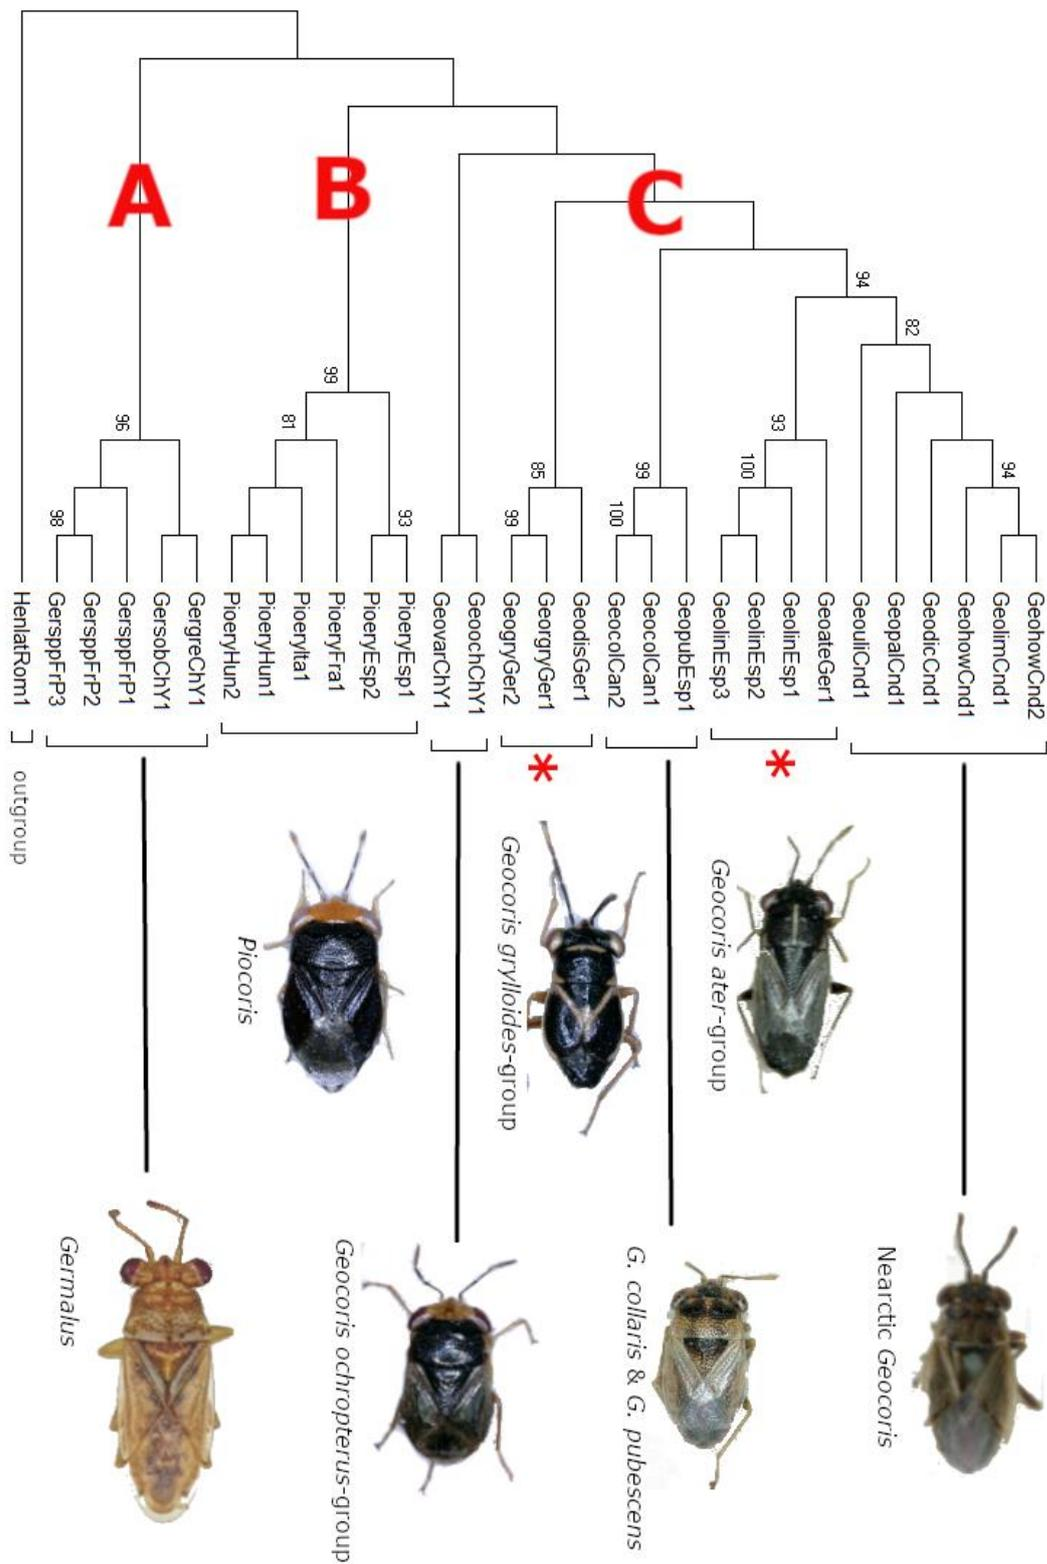 A
B
C
94
82
99
96
81
93
94
100
85
99
98
99
100
93
HenlatRom1
GersppFrP3
GersppFrP2
GersppFrP1
GersobChY1
GergreChY1
PioeryHun2
PioeryHun1
PioeryIta1
PioeryFra1
PioeryEsp2
PioeryEsp1
GeovarChY1
GeoochChY1
GeogryGer2
GeorgryGer1
GeodisGer1
GeocolCan2
GeocolCan1
GeopubEsp1
GeolinEsp3
GeolinEsp2
GeolinEsp1
GeoateGer1
GeouliCnd1
GeopalCnd1
GeodicCnd1
GeohowCnd1
GeolimCnd1
GeohowCnd2
*
*
outgroup
Piocoris
Geocoris grylloides-group
Geocoris ater-group
Germalus
Geocoris ochropterus-group
G. collaris & G. pubescens
Nearctic Geocoris